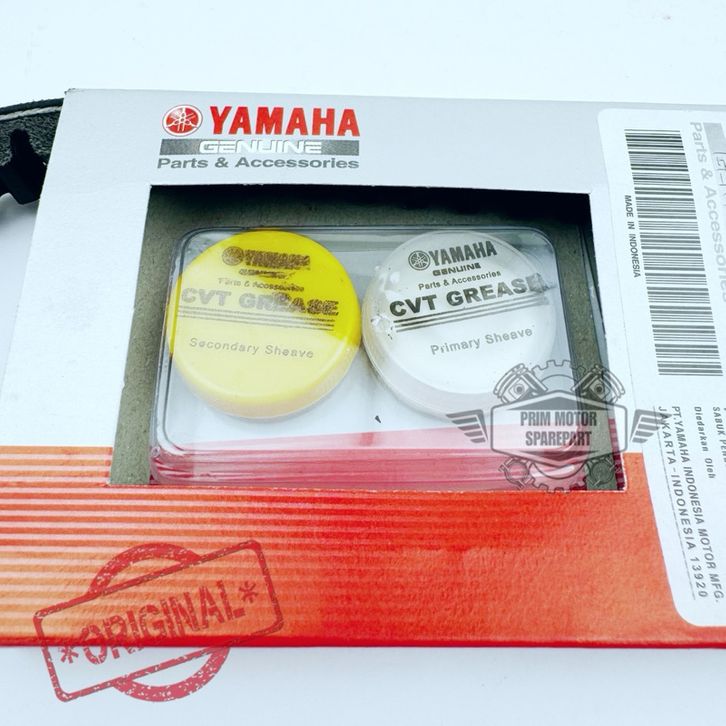 YAMAHA
GENUINE
Parts & Accessories
YAMAHA
GENUINE
Parts & Accessories
CVT GREASE
Secondary Sheave
YAMAHA
GENUINE
Parts & Accessories
CVT GREASE
Primary Sheave
PRIM MOTOR
SPAREPART
*ORIGINAL*
MADE IN INDONESIA
Parts & Accesso
Diedarkan Oleh
PT.YAMAHA INDONESIA MOTOR MFG.
JAKARTA-INDONESIA 13920